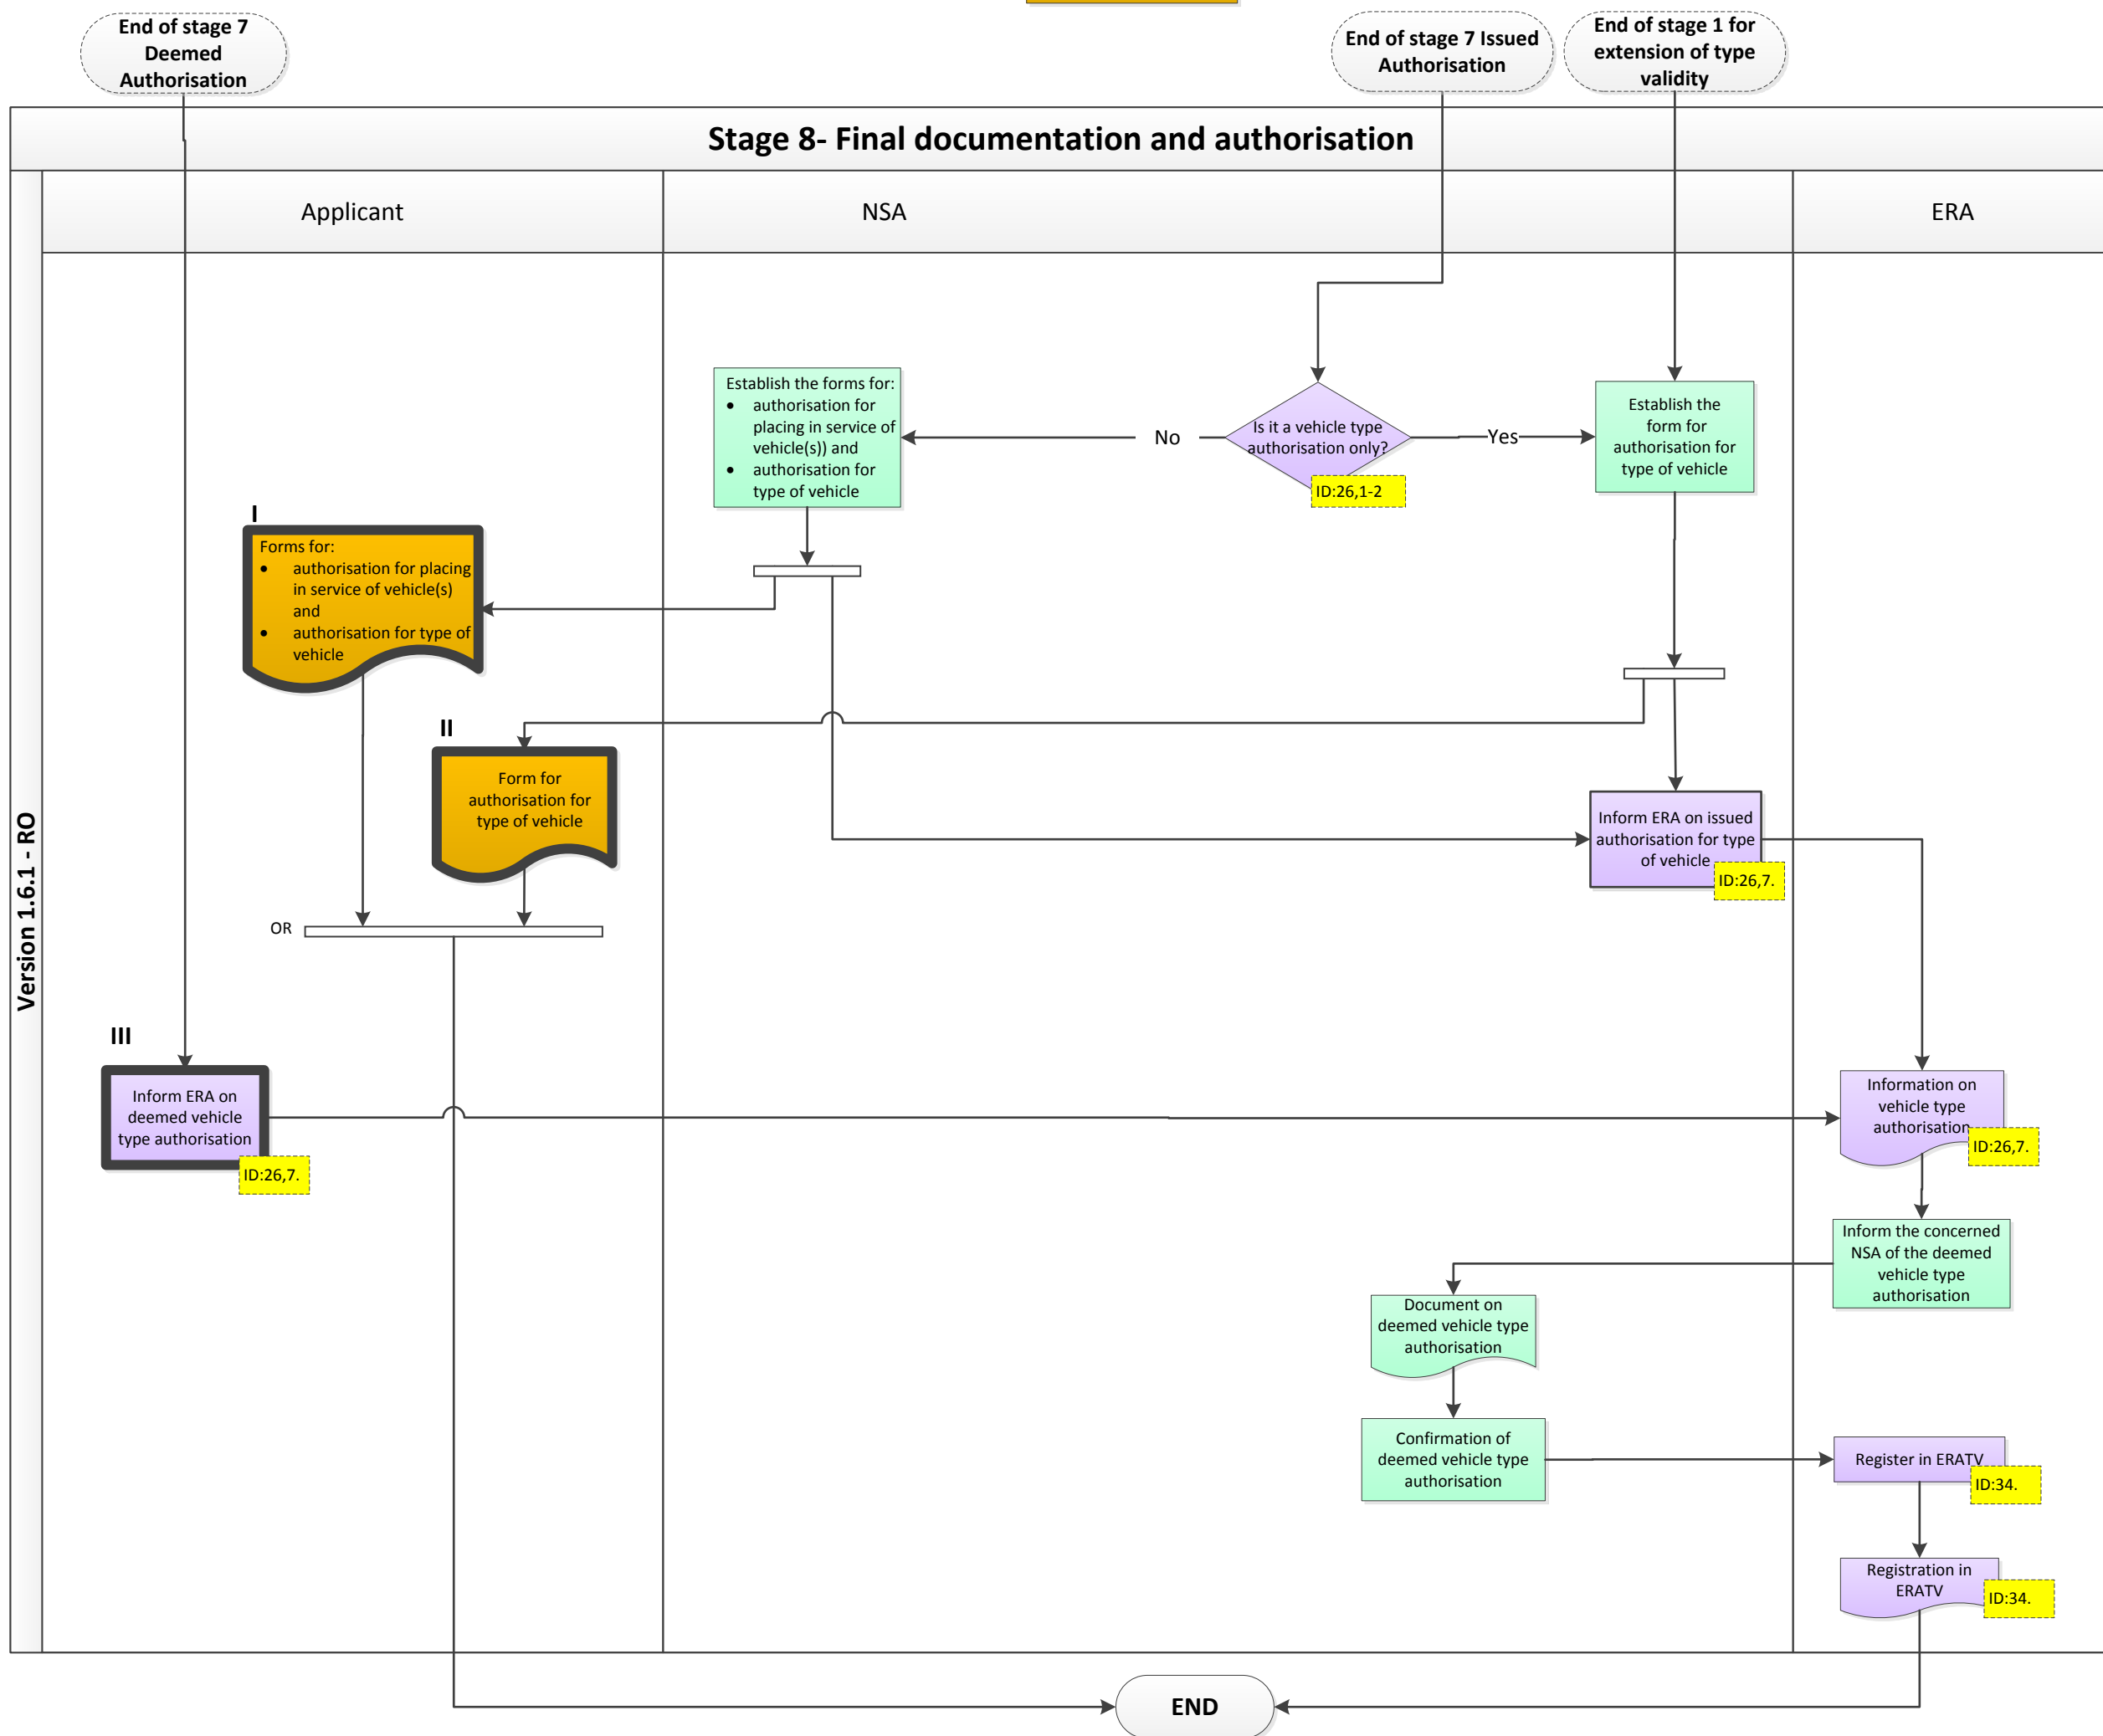 End of stage 7
Deemed
Authorisation
End of stage 7 Issued
Authorisation
End of stage 1 for
extension of type
validity
Stage 8- Final documentation and authorisation
Version 1.6.1 - RO
Applicant
NSA
ERA
Establish the forms for:
• authorisation for
placing in service of
vehicle(s)) and
• authorisation for
type of vehicle
No
Is it a vehicle type
authorisation only?
ID:26,1-2
Yes
Establish the
form for
authorisation for
type of vehicle
I
Forms for:
• authorisation for placing
in service of vehicle(s)
and
• authorisation for type of
vehicle
II
Form for
authorisation for
type of vehicle
Inform ERA on issued
authorisation for type
of vehicle
ID:26,7.
OR
III
Inform ERA on
deemed vehicle
type authorisation
ID:26,7.
Information on
vehicle type
authorisation
ID:26,7.
Inform the concerned
NSA of the deemed
vehicle type
authorisation
Document on
deemed vehicle type
authorisation
Confirmation of
deemed vehicle type
authorisation
Register in ERATV
ID:34.
Registration in
ERATV
ID:34.
END